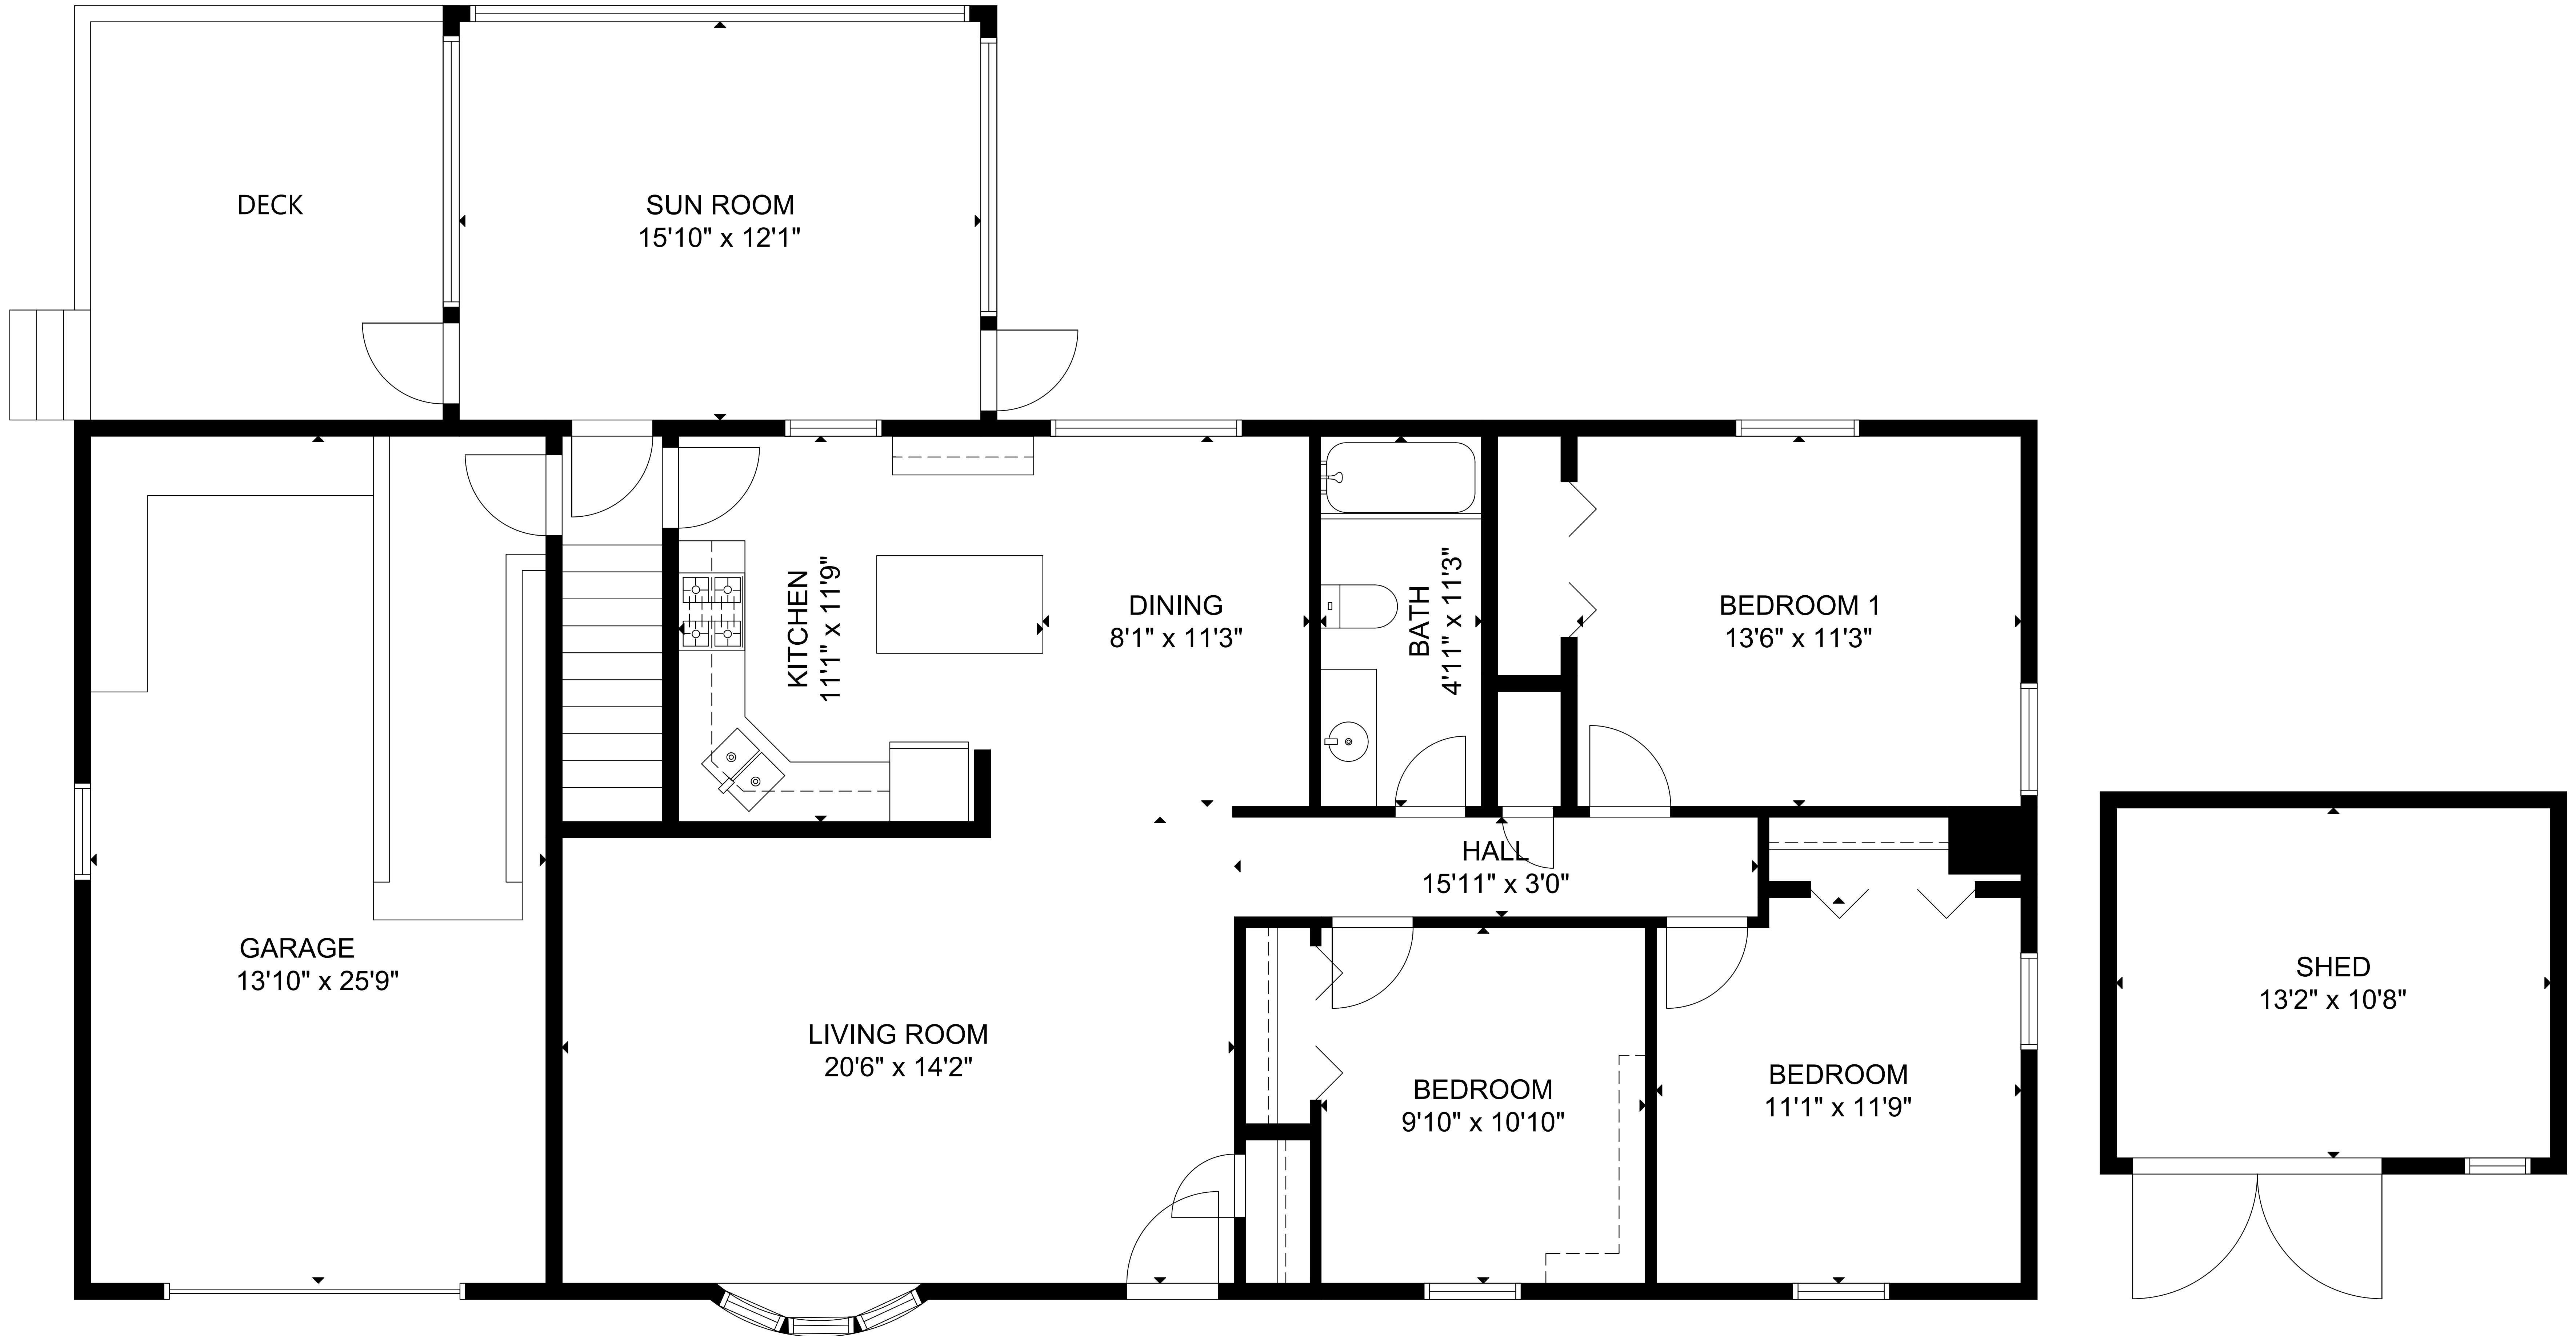 DECK
SUN ROOM
15'10" x 12'1"
KITCHEN
11'1" x 11'9"
DINING
8'1" x 11'3"
BATH
4'11" x 11'3"
BEDROOM 1
13'6" x 11'3"
HALL
15'11" x 3'0"
GARAGE
13'10" x 25'9"
LIVING ROOM
20'6" x 14'2"
BEDROOM
9'10" x 10'10"
BEDROOM
11'1" x 11'9"
SHED
13'2" x 10'8"